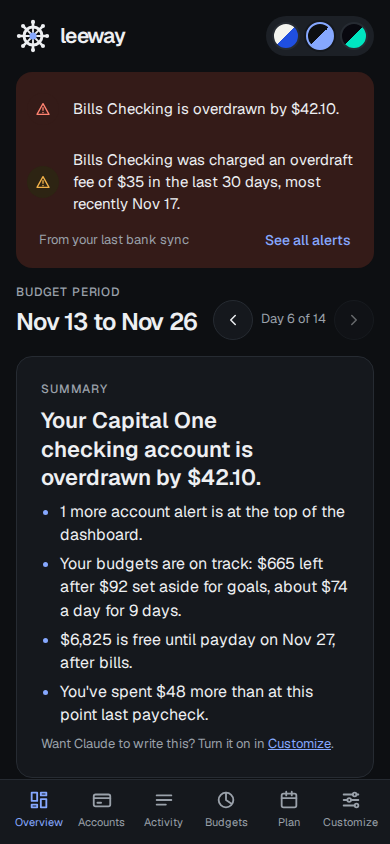 leeway
Bills Checking is overdrawn by $42.10.
Bills Checking was charged an overdraft
fee of $35 in the last 30 days, most
recently Nov 17.
From your last bank sync
See all alerts
BUDGET PERIOD
Nov 13 to Nov 26
Day 6 of 14
SUMMARY
Your Capital One
checking account is
overdrawn by $42.10.
1 more account alert is at the top of the
dashboard.
Your budgets are on track: $665 left
after $92 set aside for goals, about $74
a day for 9 days.
$6,825 is free until payday on Nov 27,
after bills.
You've spent $48 more than at this
point last paycheck.
Want Claude to write this? Turn it on in Customize.
Overview
Accounts
Activity
Budgets
Plan
Customize